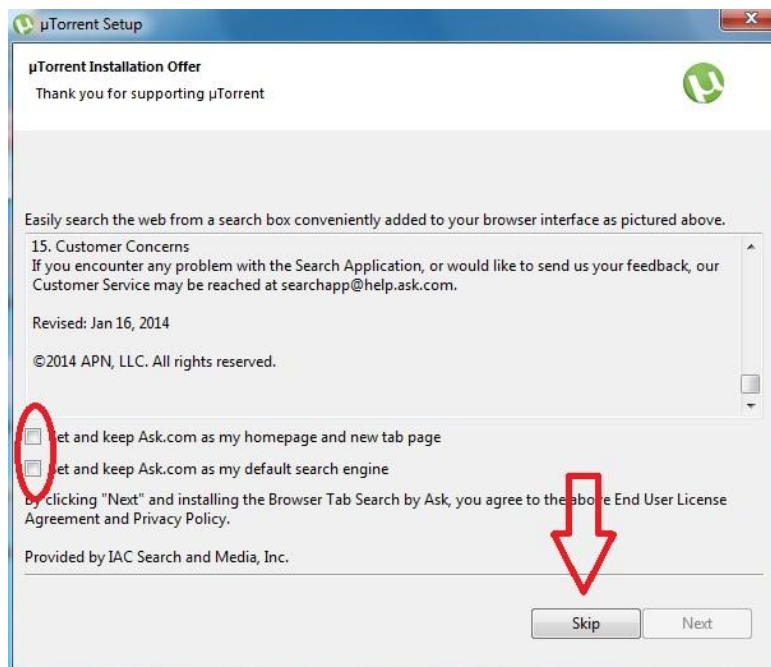 µTorrent Setup
µTorrent Installation Offer
Thank you for supporting µTorrent
Easily search the web from a search box conveniently added to your browser interface as pictured above.
15. Customer Concerns
If you encounter any problem with the Search Application, or would like to send us your feedback, our
Customer Service may be reached at searchapp@help.ask.com.
Revised: Jan 16, 2014
©2014 APN, LLC. All rights reserved.
Set and keep Ask.com as my homepage and new tab page
Set and keep Ask.com as my default search engine
By clicking "Next" and installing the Browser Tab Search by Ask, you agree to the above End User License
Agreement and Privacy Policy.
Provided by IAC Search and Media, Inc.
Skip
Next